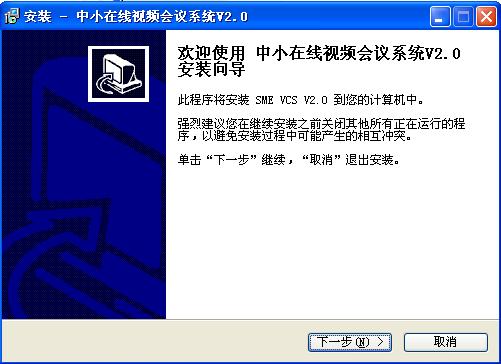 安装 - 中小在线视频会议系统V2.0
欢迎使用 中小在线视频会议系统V2.0
安装向导
此程序将安装 SME VCS V2.0 到您的计算机中。
强烈建议您在继续安装之前关闭其他所有正在运行的程
序，以避免安装过程中可能产生的相互冲突。
单击“下一步”继续，“取消”退出安装。
下一步(N) >
取消